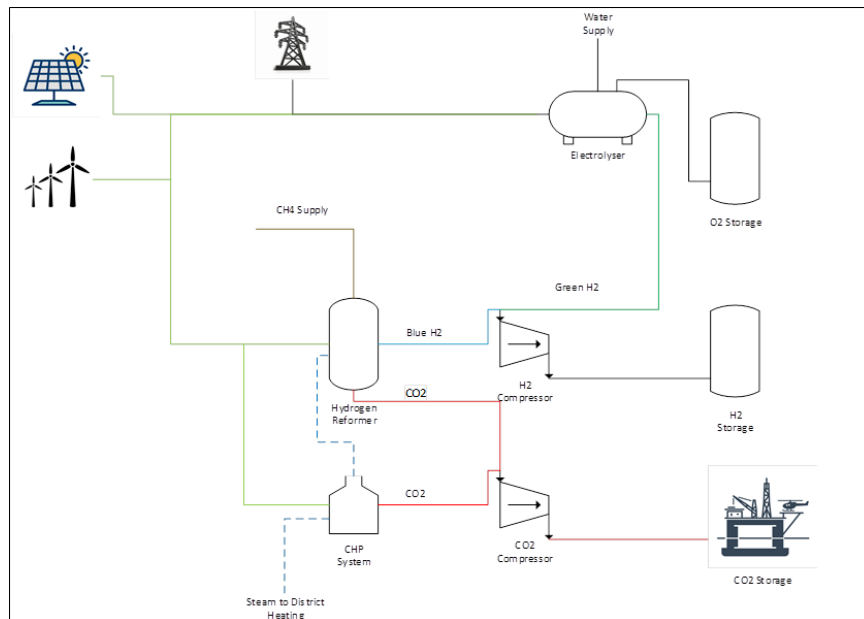 Water
Supply
Electrolyser
CH4 Supply
O2 Storage
Green H2
Blue H2
CO2
H2
Compressor
Hydrogen
Reformer
H2
Storage
CO2
CHP
System
CO2
Compressor
CO2 Storage
Steam to District
Heating